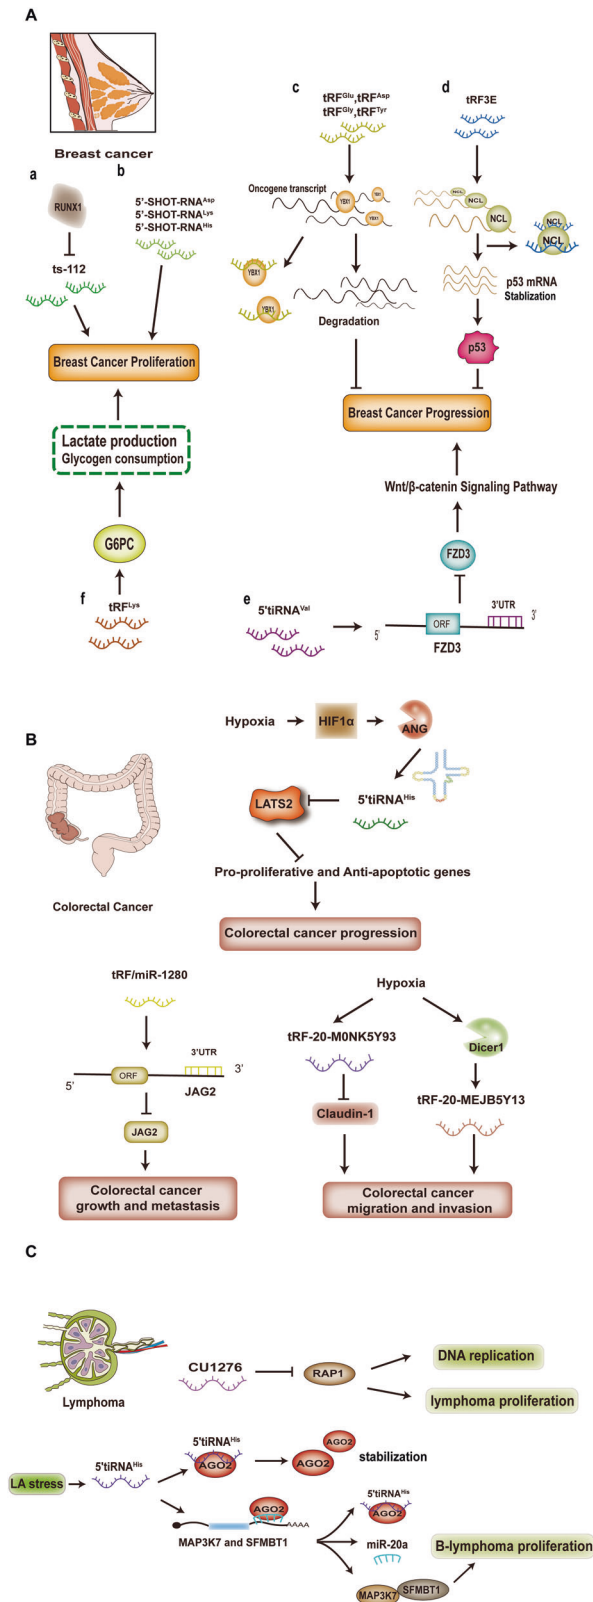 A
Breast cancer
a
RUNX1
ts-112
b
5'-SHOT-RNA^Asp
5'-SHOT-RNA^Lys
5'-SHOT-RNA^His
Breast Cancer Proliferation
Lactate production
Glycogen consumption
G6PC
f
tRF^Lys
c
tRF^Glu,tRF^Asp
tRF^Gly,tRF^Tyr
Oncogene transcript
YBX1
YBX1
YBX1
YBX1
YBX1
Degradation
d
tRF3E
NCL
NCL
NCL
NCL
p53 mRNA
Stablization
p53
Breast Cancer Progression
Wnt/β-catenin Signaling Pathway
FZD3
e
5'tiRNA^Val
5'
ORF
3'UTR
3'
FZD3
B
Colorectal Cancer
Hypoxia
HIF1α
ANG
LATS2
5'tiRNA^His
Pro-proliferative and Anti-apoptotic genes
Colorectal cancer progression
tRF/miR-1280
5'
ORF
3'UTR
3'
JAG2
JAG2
Colorectal cancer
growth and metastasis
Hypoxia
tRF-20-M0NK5Y93
Dicer1
Claudin-1
tRF-20-MEJB5Y13
Colorectal cancer
migration and invasion
C
Lymphoma
CU1276
RAP1
DNA replication
lymphoma proliferation
LA stress
5'tiRNA^His
5'tiRNA^His
AGO2
AGO2
AGO2
stabilization
AGO2
AAAA
MAP3K7 and SFMBT1
5'tiRNA^His
AGO2
miR-20a
MAP3K7
SFMBT1
B-lymphoma proliferation